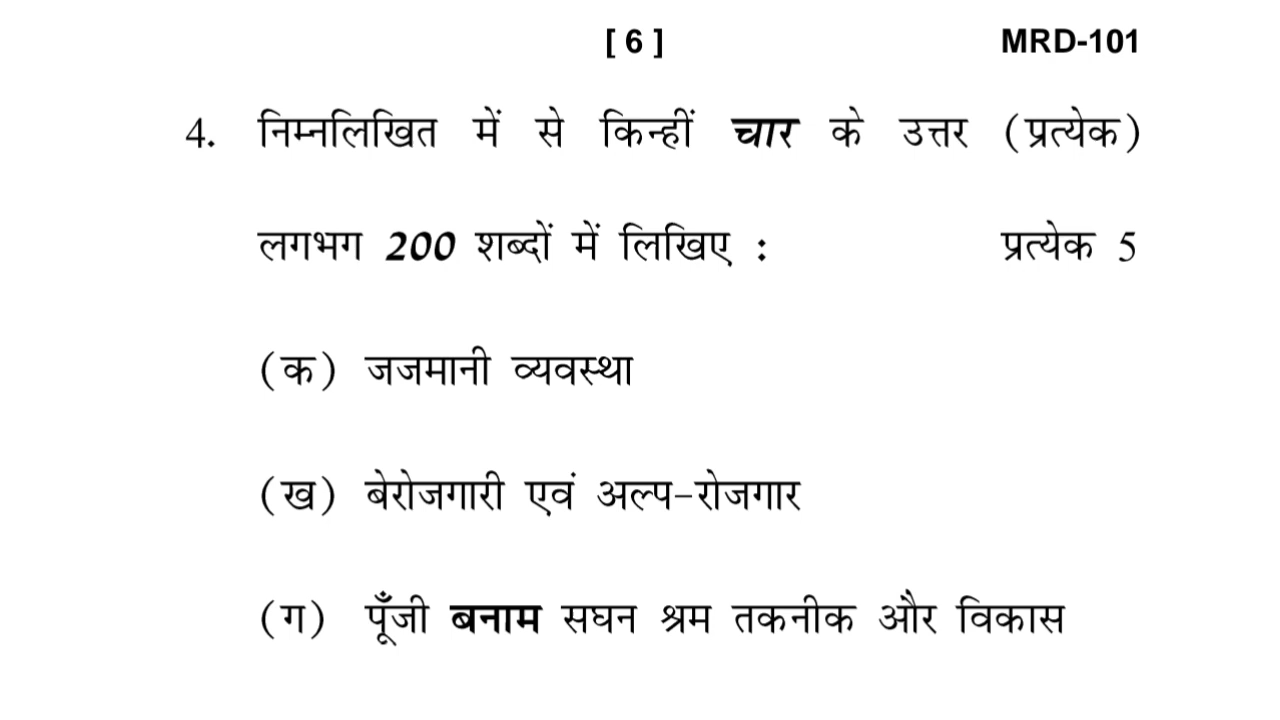 [ 6 ] MRD-101
4. निम्नलिखित में से किन्हीं चार के उत्तर (प्रत्येक)
लगभग 200 शब्दों में लिखिए : प्रत्येक 5
(क) जजमानी व्यवस्था
(ख) बेरोजगारी एवं अल्प-रोजगार
(ग) पूँजी बनाम सघन श्रम तकनीक और विकास